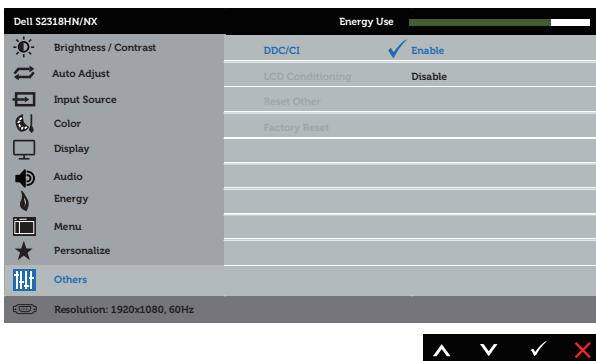 Dell S2318HN/NX Energy Use
Brightness / Contrast DDC/CI Enable
Auto Adjust LCD Conditioning Disable
Input Source Reset Other
Color Factory Reset
Display
Audio
Energy
Menu
Personalize
Others
Resolution: 1920x1080, 60Hz